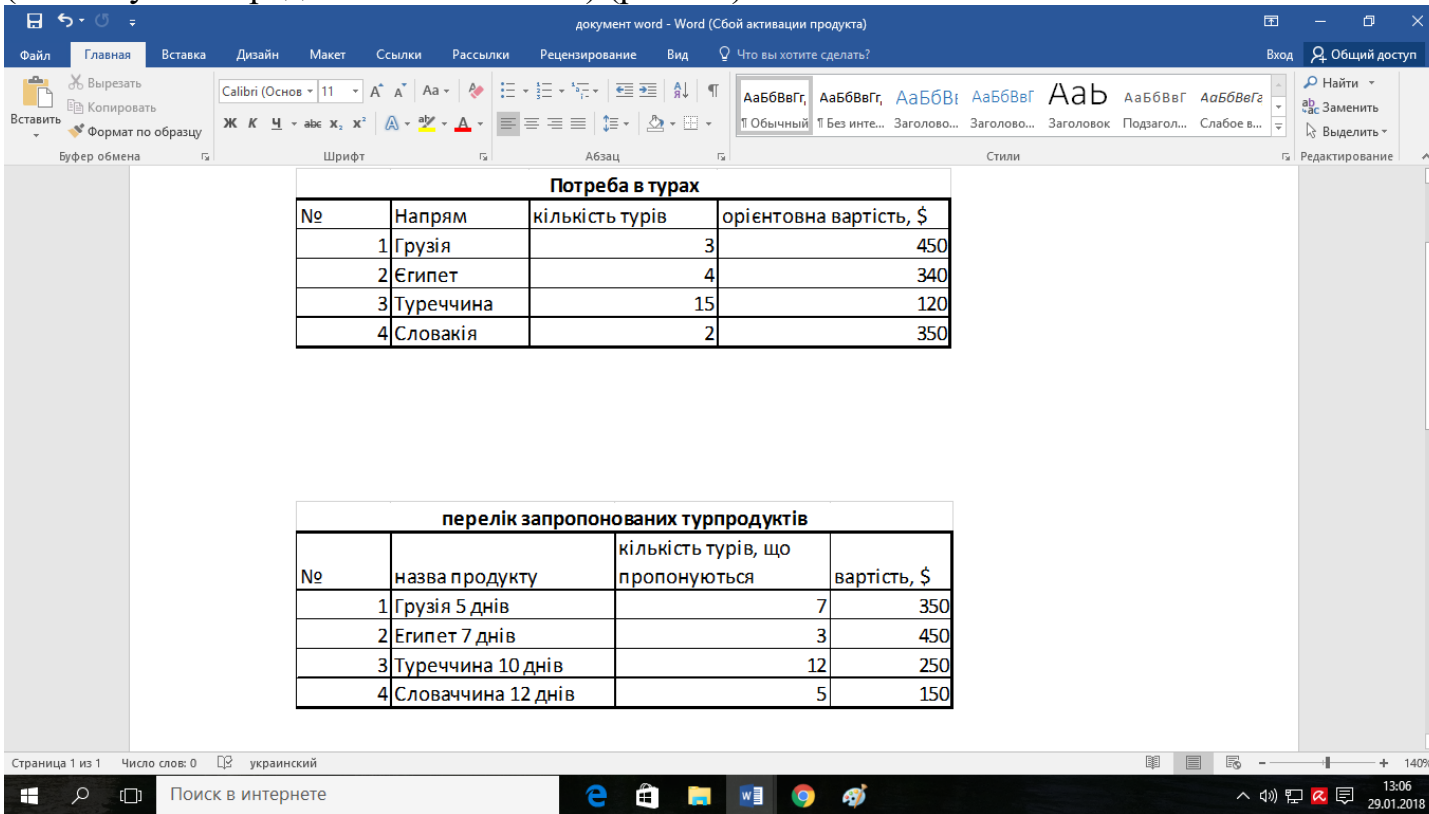 документ word - Word (Сбой активации продукта)
Файл Главная Вставка Дизайн Макет Ссылки Рассылки Рецензирование Вид Что вы хотите сделать? Вход Общий доступ
Вставить
Вырезать
Копировать
Формат по образцу
Calibri (Основ 11
Ж К Ч abc x₂ x²
АаБбВвГг, АаБбВвГг, АаБбВı АаБбВвГ АаЬ АаБбВвГ АаБбВвГг
¶ Обычный ¶ Без инте... Заголово... Заголово... Заголовок Подзагол... Слабое в...
Найти
Заменить
Выделить
Буфер обмена Шрифт Абзац Стили Редактирование
Потреба в турах
№ Напрям кількість турів орієнтовна вартість, $
1 Грузія 3 450
2 Єгипет 4 340
3 Туреччина 15 120
4 Словакія 2 350
перелік запропонованих турпродуктів
№ назва продукту кількість турів, що пропонуються вартість, $
1 Грузія 5 днів 7 350
2 Египет 7 днів 3 450
3 Туреччина 10 днів 12 250
4 Словаччина 12 днів 5 150
Страница 1 из 1 Число слов: 0 украинский 140%
Поиск в интернете
13:06
29.01.2018